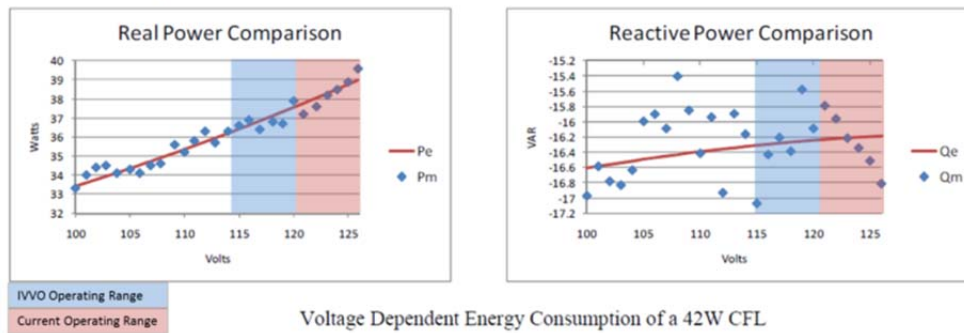 Real Power Comparison
40
39
38
37
36
35
34
33
32
Watts
100 105 110 115 120 125
Volts
Pe
Pm
Reactive Power Comparison
-15.2
-15.4
-15.6
-15.8
-16
-16.2
-16.4
-16.6
-16.8
-17
-17.2
VAR
100 105 110 115 120 125
Volts
Qe
Qm
IVVO Operating Range
Current Operating Range
Voltage Dependent Energy Consumption of a 42W CFL